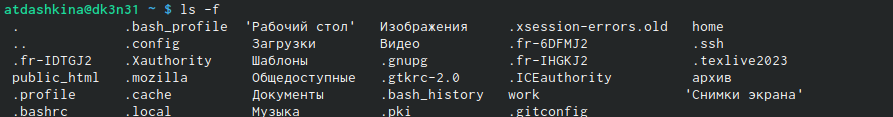 atdashkina@dk3n31 ~ $ ls -f
. .bash_profile 'Рабочий стол' Изображения .xsession-errors.old home
.. .config Загрузки Видео .fr-6DFMJ2 .ssh
.fr-IDTGJ2 .Xauthority Шаблоны .gnupg .fr-IHGKJ2 .texlive2023
public_html .mozilla Общедоступные .gtkrc-2.0 .ICEauthority архив
.profile .cache Документы .bash_history work 'Снимки экрана'
.bashrc .local Музыка .pki .gitconfig